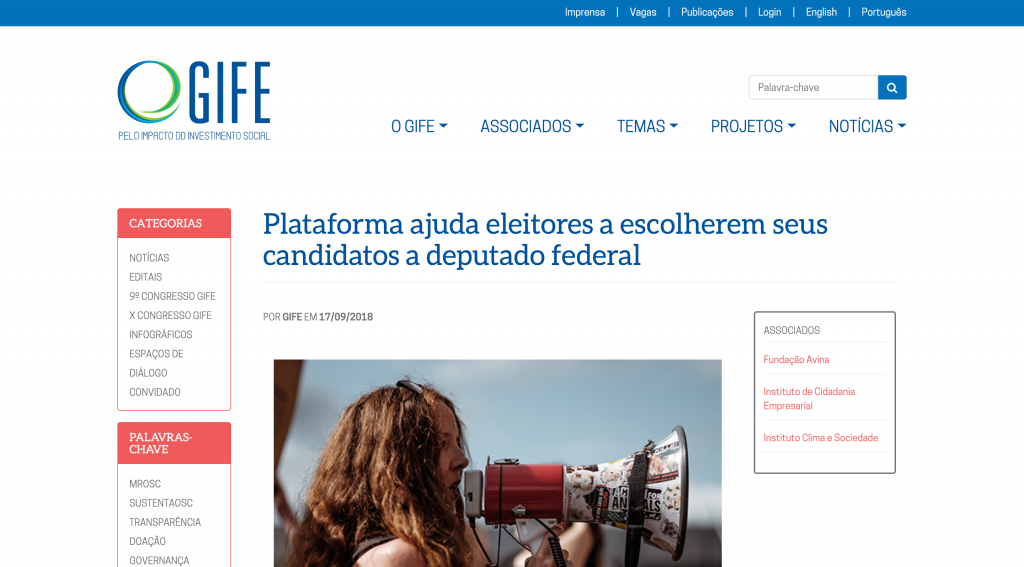 Imprensa | Vagas | Publicações | Login | English | Português
GIFE
PELO IMPACTO DO INVESTIMENTO SOCIAL
Palavra-chave
O GIFE
ASSOCIADOS
TEMAS
PROJETOS
NOTÍCIAS
CATEGORIAS
NOTÍCIAS
EDITAIS
9º CONGRESSO GIFE
X CONGRESSO GIFE
INFOGRÁFICOS
ESPAÇOS DE
DIÁLOGO
CONVIDADO
PALAVRAS-
CHAVE
MROSC
SUSTENTAOSC
TRANSPARÊNCIA
DOAÇÃO
GOVERNANÇA
Plataforma ajuda eleitores a escolherem seus
candidatos a deputado federal
POR GIFE EM 17/09/2018
FOR
ANIMALS
ASSOCIADOS
Fundação Avina
Instituto de Cidadania
Empresarial
Instituto Clima e Sociedade